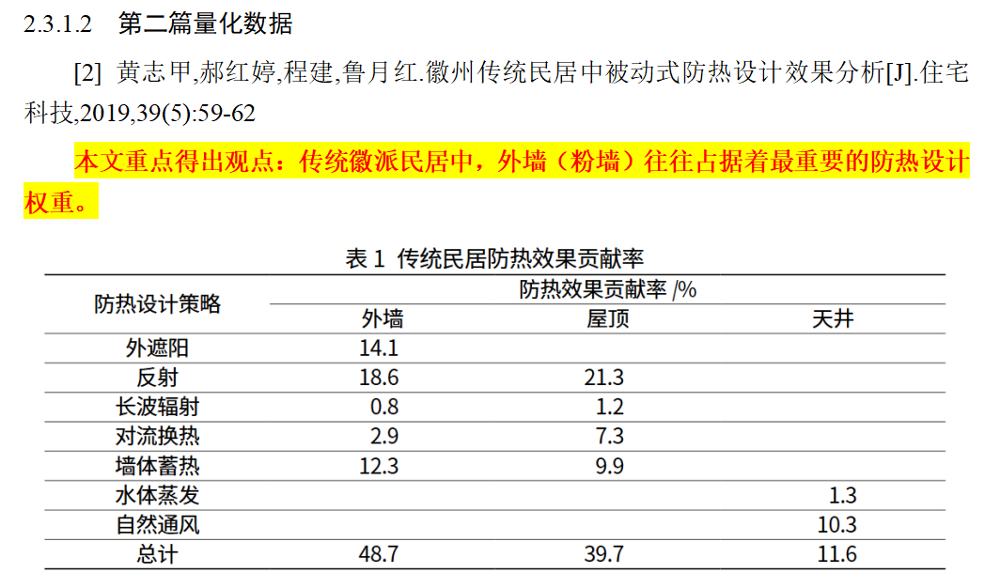 2.3.1.2 第二篇量化数据
[2] 黄志甲,郝红婷,程建,鲁月红.徽州传统民居中被动式防热设计效果分析[J].住宅
科技,2019,39(5):59-62
本文重点得出观点：传统徽派民居中，外墙（粉墙）往往占据着最重要的防热设计
权重。
表 1 传统民居防热效果贡献率
防热设计策略 防热效果贡献率 /%
外墙 屋顶 天井
外遮阳 14.1
反射 18.6 21.3
长波辐射 0.8 1.2
对流换热 2.9 7.3
墙体蓄热 12.3 9.9
水体蒸发 1.3
自然通风 10.3
总计 48.7 39.7 11.6